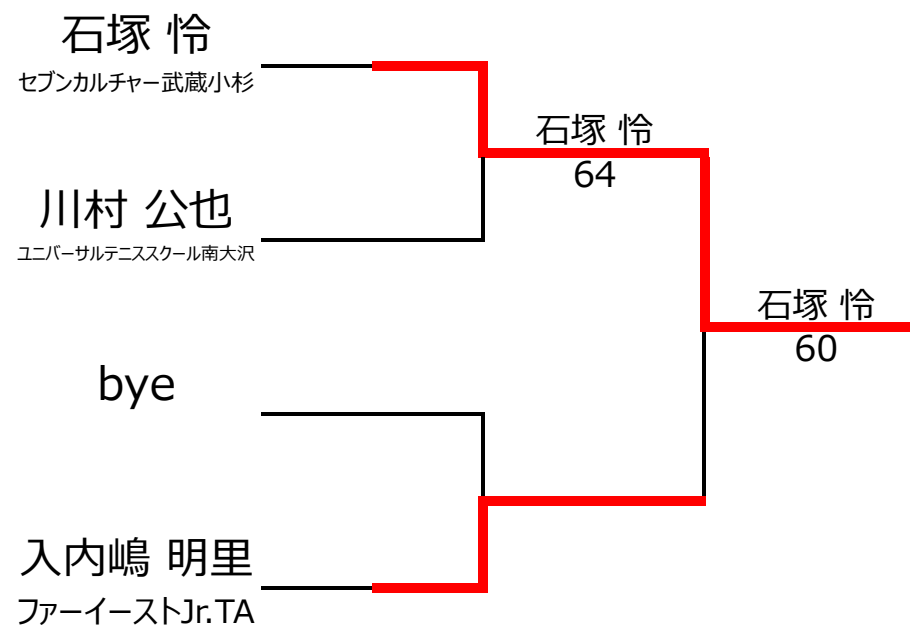 石塚 怜
セブンカルチャー武蔵小杉
石塚 怜
64
川村 公也
ユニバーサルテニススクール南大沢
石塚 怜
60
bye
入内嶋 明里
ファーイーストJr.TA